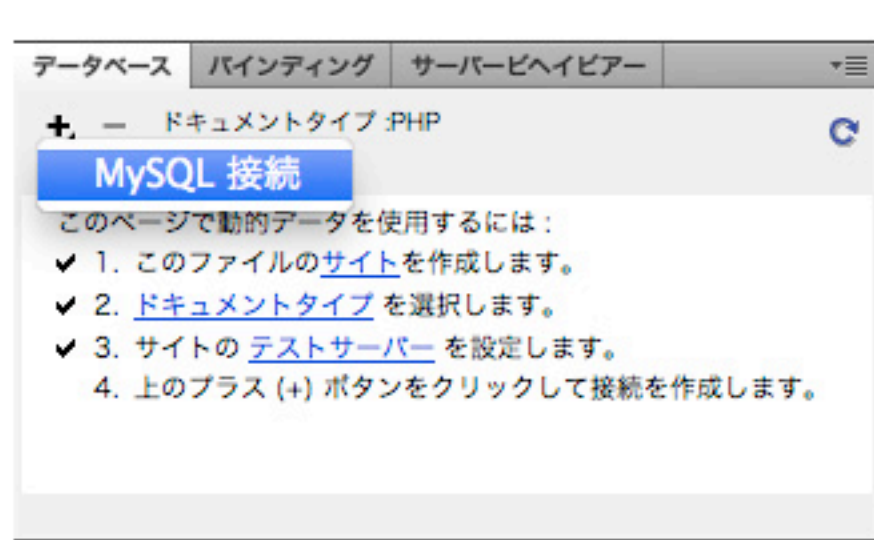 データベース バインディング サーバービヘイビアー
ドキュメントタイプ :PHP
MySQL 接続
このページで動的データを使用するには :
✔ 1. このファイルのサイトを作成します。
✔ 2. ドキュメントタイプ を選択します。
✔ 3. サイトの テストサーバー を設定します。
4. 上のプラス (+) ボタンをクリックして接続を作成します。